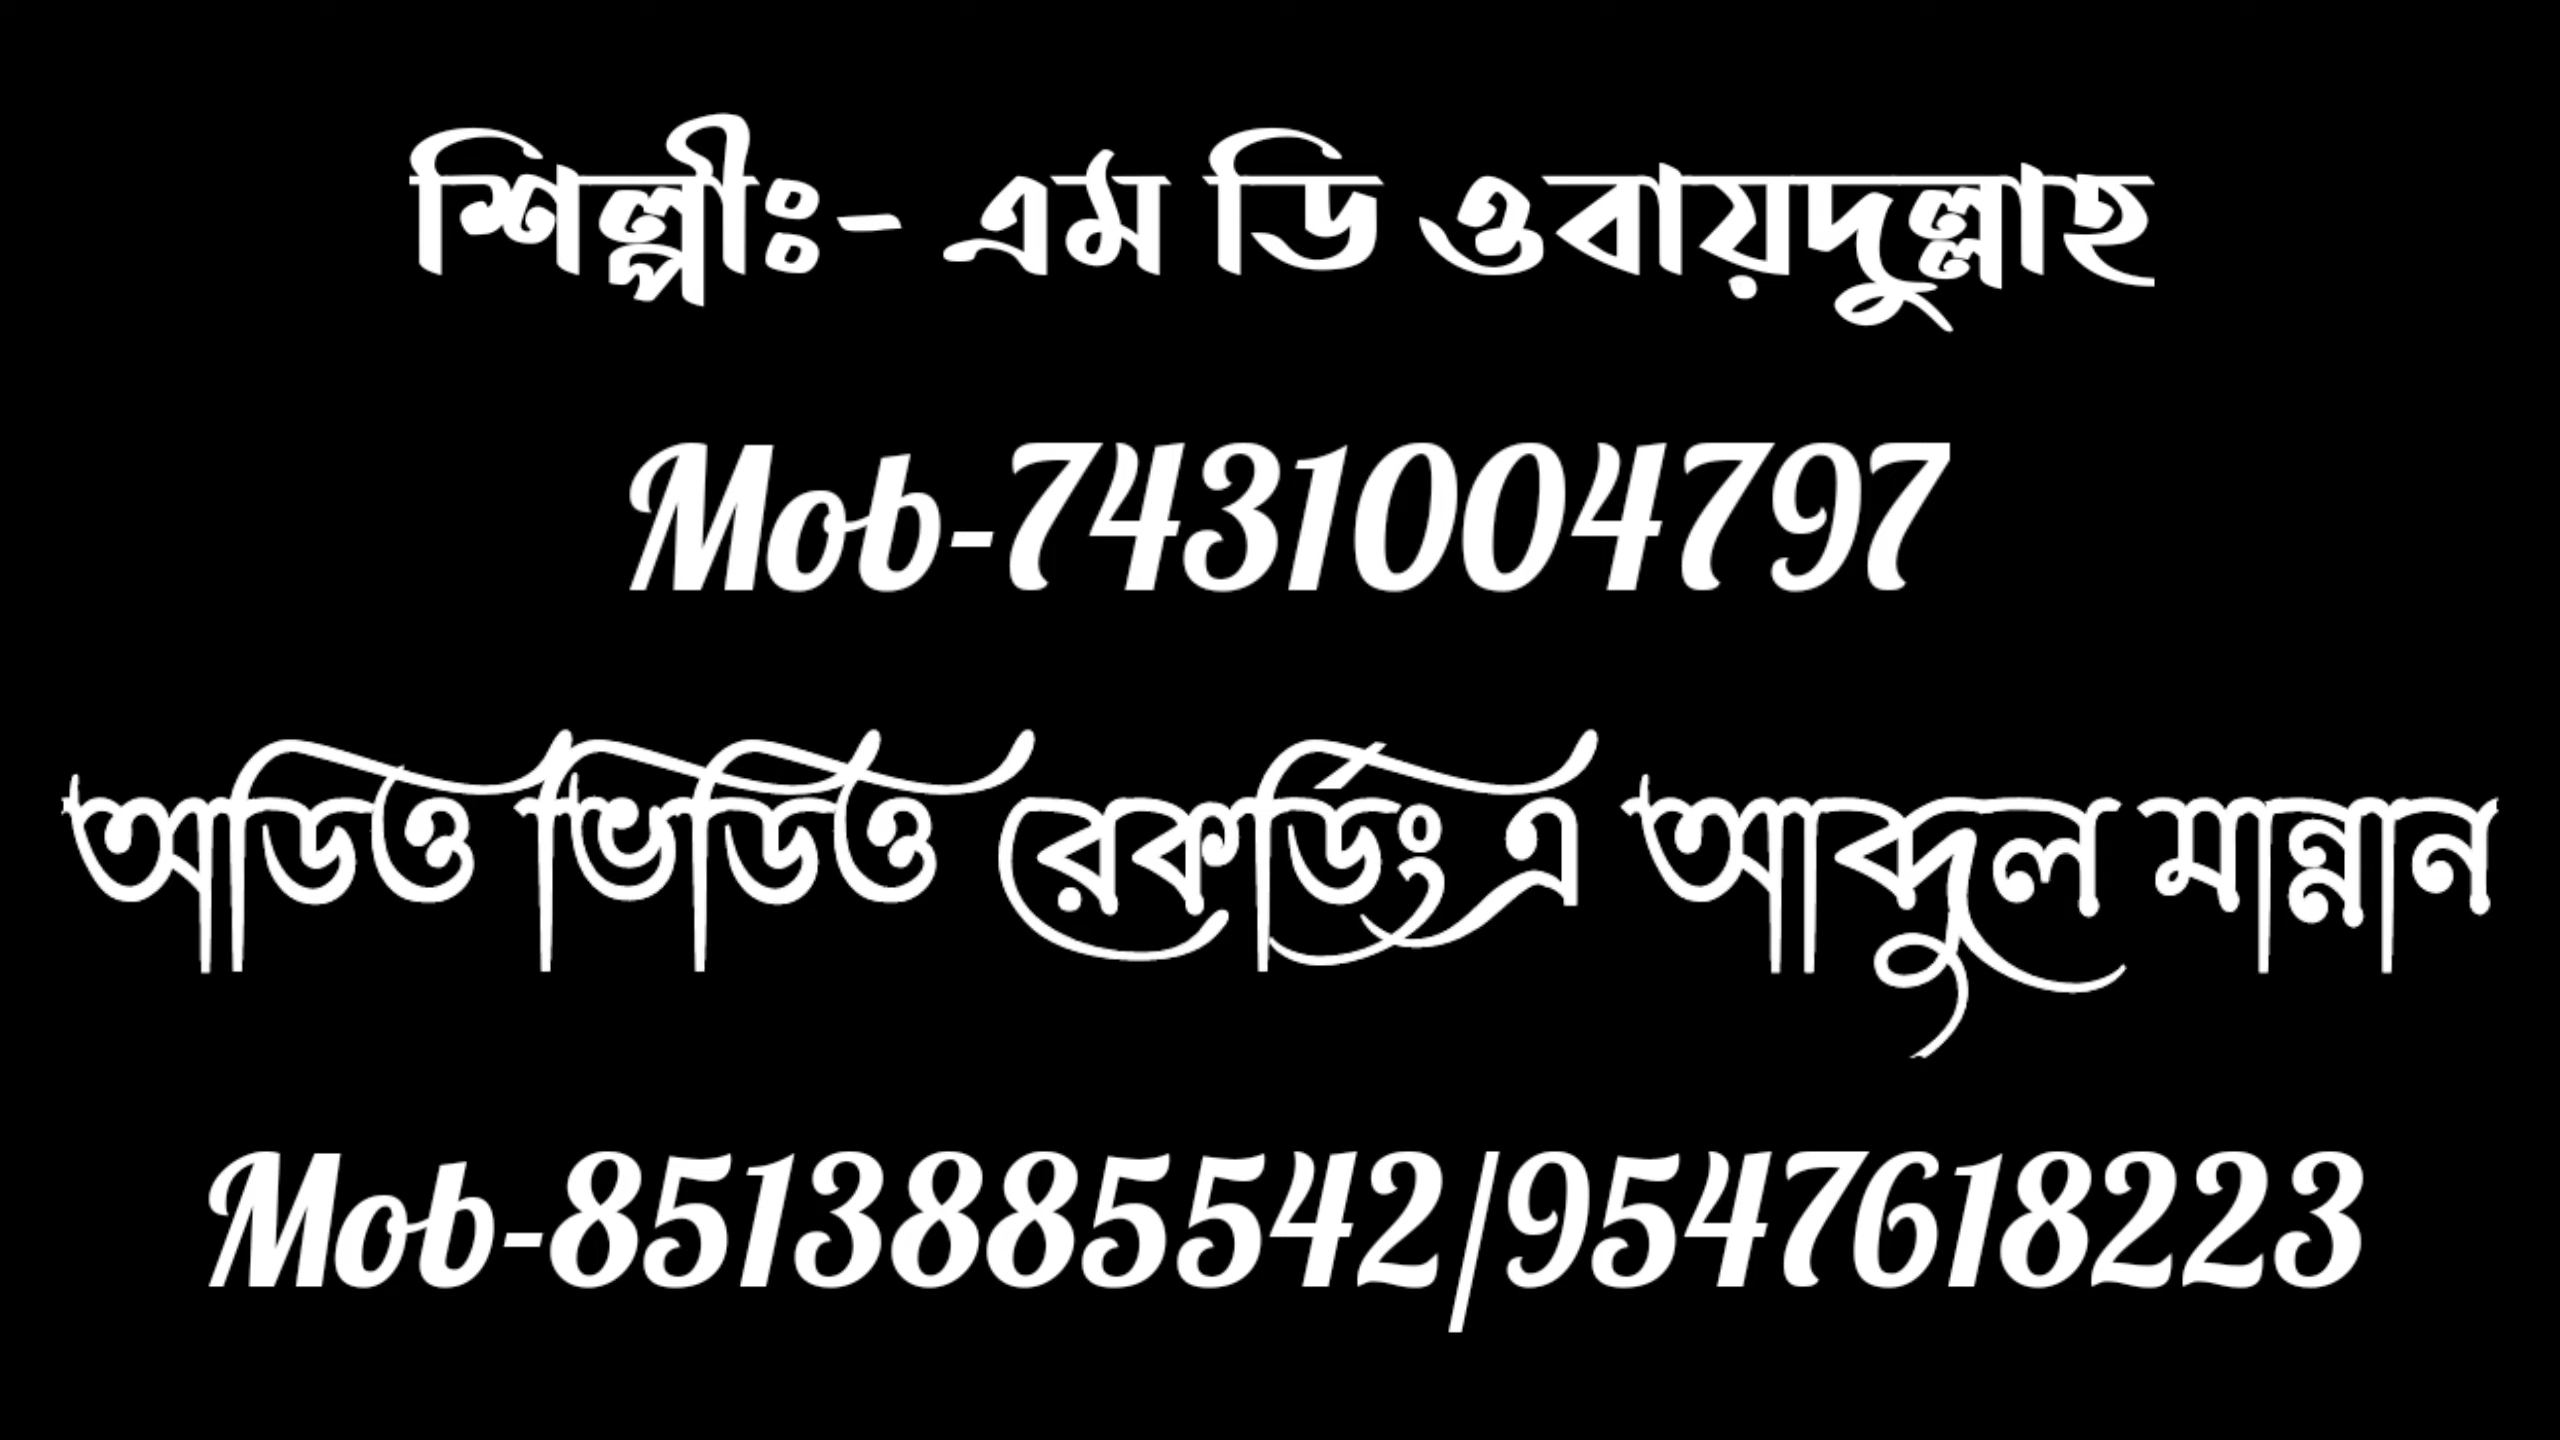 শিল্পীঃ- এম ডি ওবায়দুল্লাহ
Mob-7431004797
অডিও ভিডিও রেকর্ডিংএ আব্দুল মান্নান
Mob-8513885542/9547618223